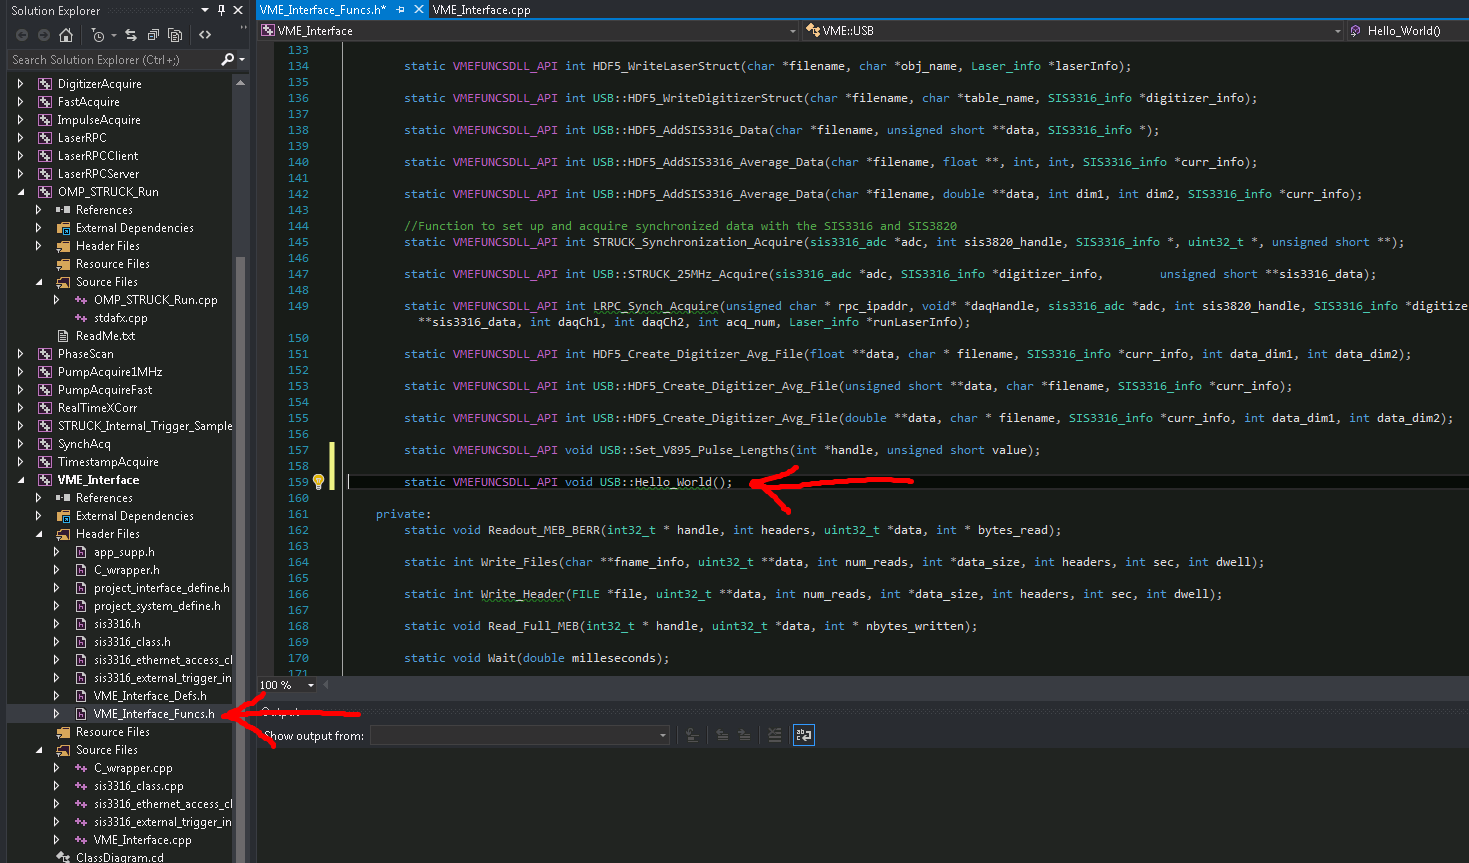 Solution Explorer
Search Solution Explorer (Ctrl+;)
DigitizerAcquire
FastAcquire
ImpulseAcquire
LaserRPC
LaserRPCClient
LaserRPCServer
OMP_STRUCK_Run
References
External Dependencies
Header Files
Resource Files
Source Files
OMP_STRUCK_Run.cpp
stdafx.cpp
ReadMe.txt
PhaseScan
PumpAcquire1MHz
PumpAcquireFast
RealTimeXCorr
STRUCK_Internal_Trigger_Sample
SynchAcq
TimestampAcquire
VME_Interface
References
External Dependencies
Header Files
app_supp.h
C_wrapper.h
project_interface_define.h
project_system_define.h
sis3316.h
sis3316_class.h
sis3316_ethernet_access_cl
sis3316_external_trigger_in
VME_Interface_Defs.h
VME_Interface_Funcs.h
Resource Files
Source Files
C_wrapper.cpp
sis3316_class.cpp
sis3316_ethernet_access_cl
sis3316_external_trigger_in
VME_Interface.cpp
ClassDiagram.cd
VME_Interface_Funcs.h* VME_Interface.cpp
VME_Interface VME::USB Hello_World()
133
134 static VMEFUNCSDLL_API int HDF5_WriteLaserStruct(char *filename, char *obj_name, Laser_info *laserInfo);
135
136 static VMEFUNCSDLL_API int USB::HDF5_WriteDigitizerStruct(char *filename, char *table_name, SIS3316_info *digitizer_info);
137
138 static VMEFUNCSDLL_API int USB::HDF5_AddSIS3316_Data(char *filename, unsigned short **data, SIS3316_info *);
139
140 static VMEFUNCSDLL_API int USB::HDF5_AddSIS3316_Average_Data(char *filename, float **, int, int, SIS3316_info *curr_info);
141
142 static VMEFUNCSDLL_API int USB::HDF5_AddSIS3316_Average_Data(char *filename, double **data, int dim1, int dim2, SIS3316_info *curr_info);
143
144 //Function to set up and acquire synchronized data with the SIS3316 and SIS3820
145 static VMEFUNCSDLL_API int STRUCK_Synchronization_Acquire(sis3316_adc *adc, int sis3820_handle, SIS3316_info *, uint32_t *, unsigned short **);
146
147 static VMEFUNCSDLL_API int USB::STRUCK_25MHz_Acquire(sis3316_adc *adc, SIS3316_info *digitizer_info, unsigned short **sis3316_data);
148
149 static VMEFUNCSDLL_API int LRPC_Synch_Acquire(unsigned char * rpc_ipaddr, void* *daqHandle, sis3316_adc *adc, int sis3820_handle, SIS3316_info *digitize
**sis3316_data, int daqCh1, int daqCh2, int acq_num, Laser_info *runLaserInfo);
150
151 static VMEFUNCSDLL_API int HDF5_Create_Digitizer_Avg_File(float **data, char * filename, SIS3316_info *curr_info, int data_dim1, int data_dim2);
152
153 static VMEFUNCSDLL_API int USB::HDF5_Create_Digitizer_Avg_File(unsigned short **data, char *filename, SIS3316_info *curr_info);
154
155 static VMEFUNCSDLL_API int USB::HDF5_Create_Digitizer_Avg_File(double **data, char * filename, SIS3316_info *curr_info, int data_dim1, int data_dim2);
156
157 static VMEFUNCSDLL_API void USB::Set_V895_Pulse_Lengths(int *handle, unsigned short value);
158
159 static VMEFUNCSDLL_API void USB::Hello_World();
160
161 private:
162 static void Readout_MEB_BERR(int32_t * handle, int headers, uint32_t *data, int * bytes_read);
163
164 static int Write_Files(char **fname_info, uint32_t **data, int num_reads, int *data_size, int headers, int sec, int dwell);
165
166 static int Write_Header(FILE *file, uint32_t **data, int num_reads, int *data_size, int headers, int sec, int dwell);
167
168 static void Read_Full_MEB(int32_t * handle, uint32_t *data, int * nbytes_written);
169
170 static void Wait(double milleseconds);
171
100 %
Output
Show output from: